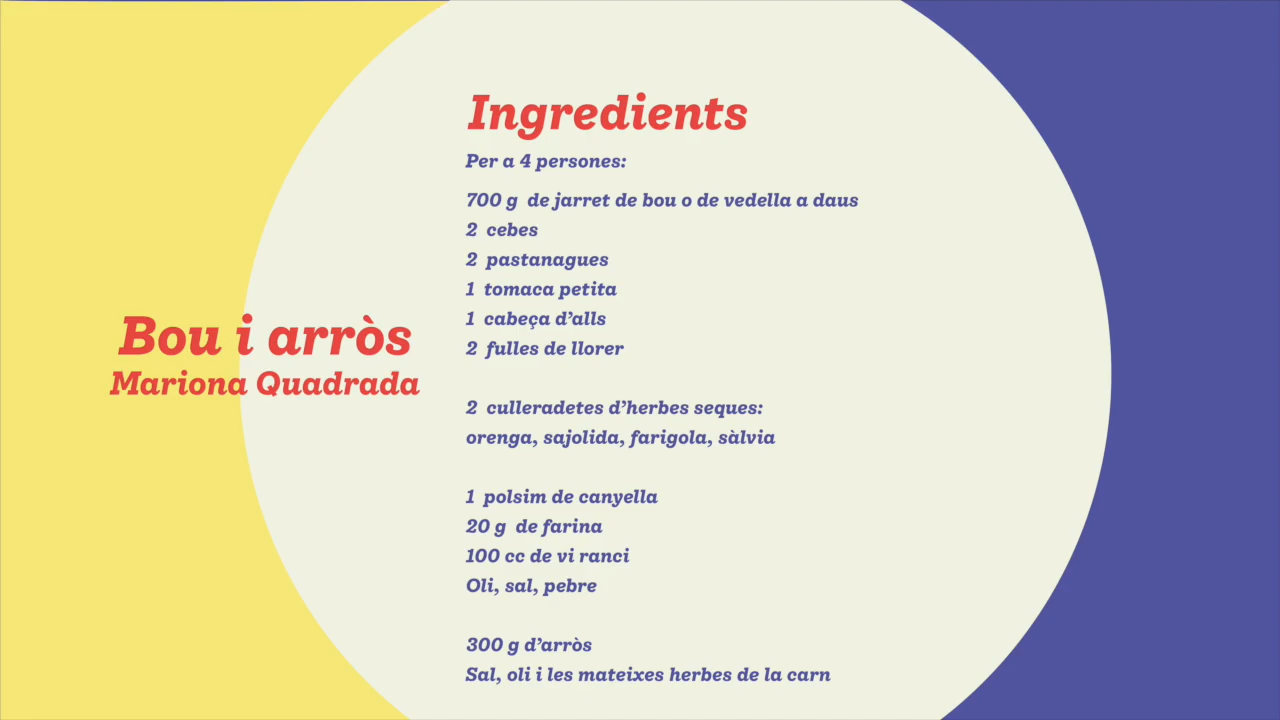 Bou i arròs
Mariona Quadrada
Ingredients
Per a 4 persones:
700 g de jarret de bou o de vedella a daus
2 cebes
2 pastanagues
1 tomaca petita
1 cabeça d’alls
2 fulles de llorer
2 culleradetes d’herbes seques:
orenga, sajolida, farigola, sàlvia
1 polsim de canyella
20 g de farina
100 cc de vi ranci
Oli, sal, pebre
300 g d’arròs
Sal, oli i les mateixes herbes de la carn